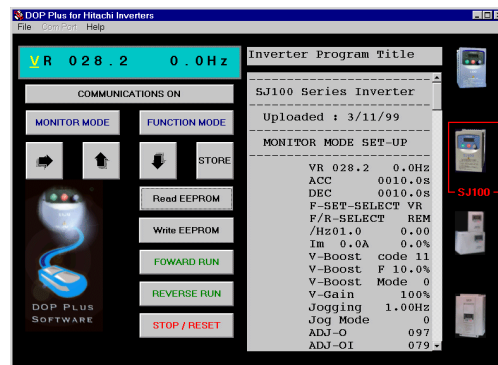 DOP Plus for Hitachi Inverters
File Com Port Help
VR 028.2 0.0Hz
COMMUNICATIONS ON
MONITOR MODE FUNCTION MODE
STORE
Read EEPROM
Write EEPROM
FOWARD RUN
REVERSE RUN
STOP / RESET
DOP PLUS
SOFTWARE
Inverter Program Title
--------------------
SJ100 Series Inverter
--------------------
Uploaded : 3/11/99
--------------------
MONITOR MODE SET-UP
--------------------
VR 028.2 0.0Hz
ACC 0010.0s
DEC 0010.0s
F-SET-SELECT VR
F/R-SELECT REM
/Hz01.0 0.00
Im 0.0A 0.0%
V-Boost code 11
V-Boost F 10.0%
V-Boost Mode 0
V-Gain 100%
Jogging 1.00Hz
Jog Mode 0
ADJ-O 097
ADJ-OI 079
SJ100